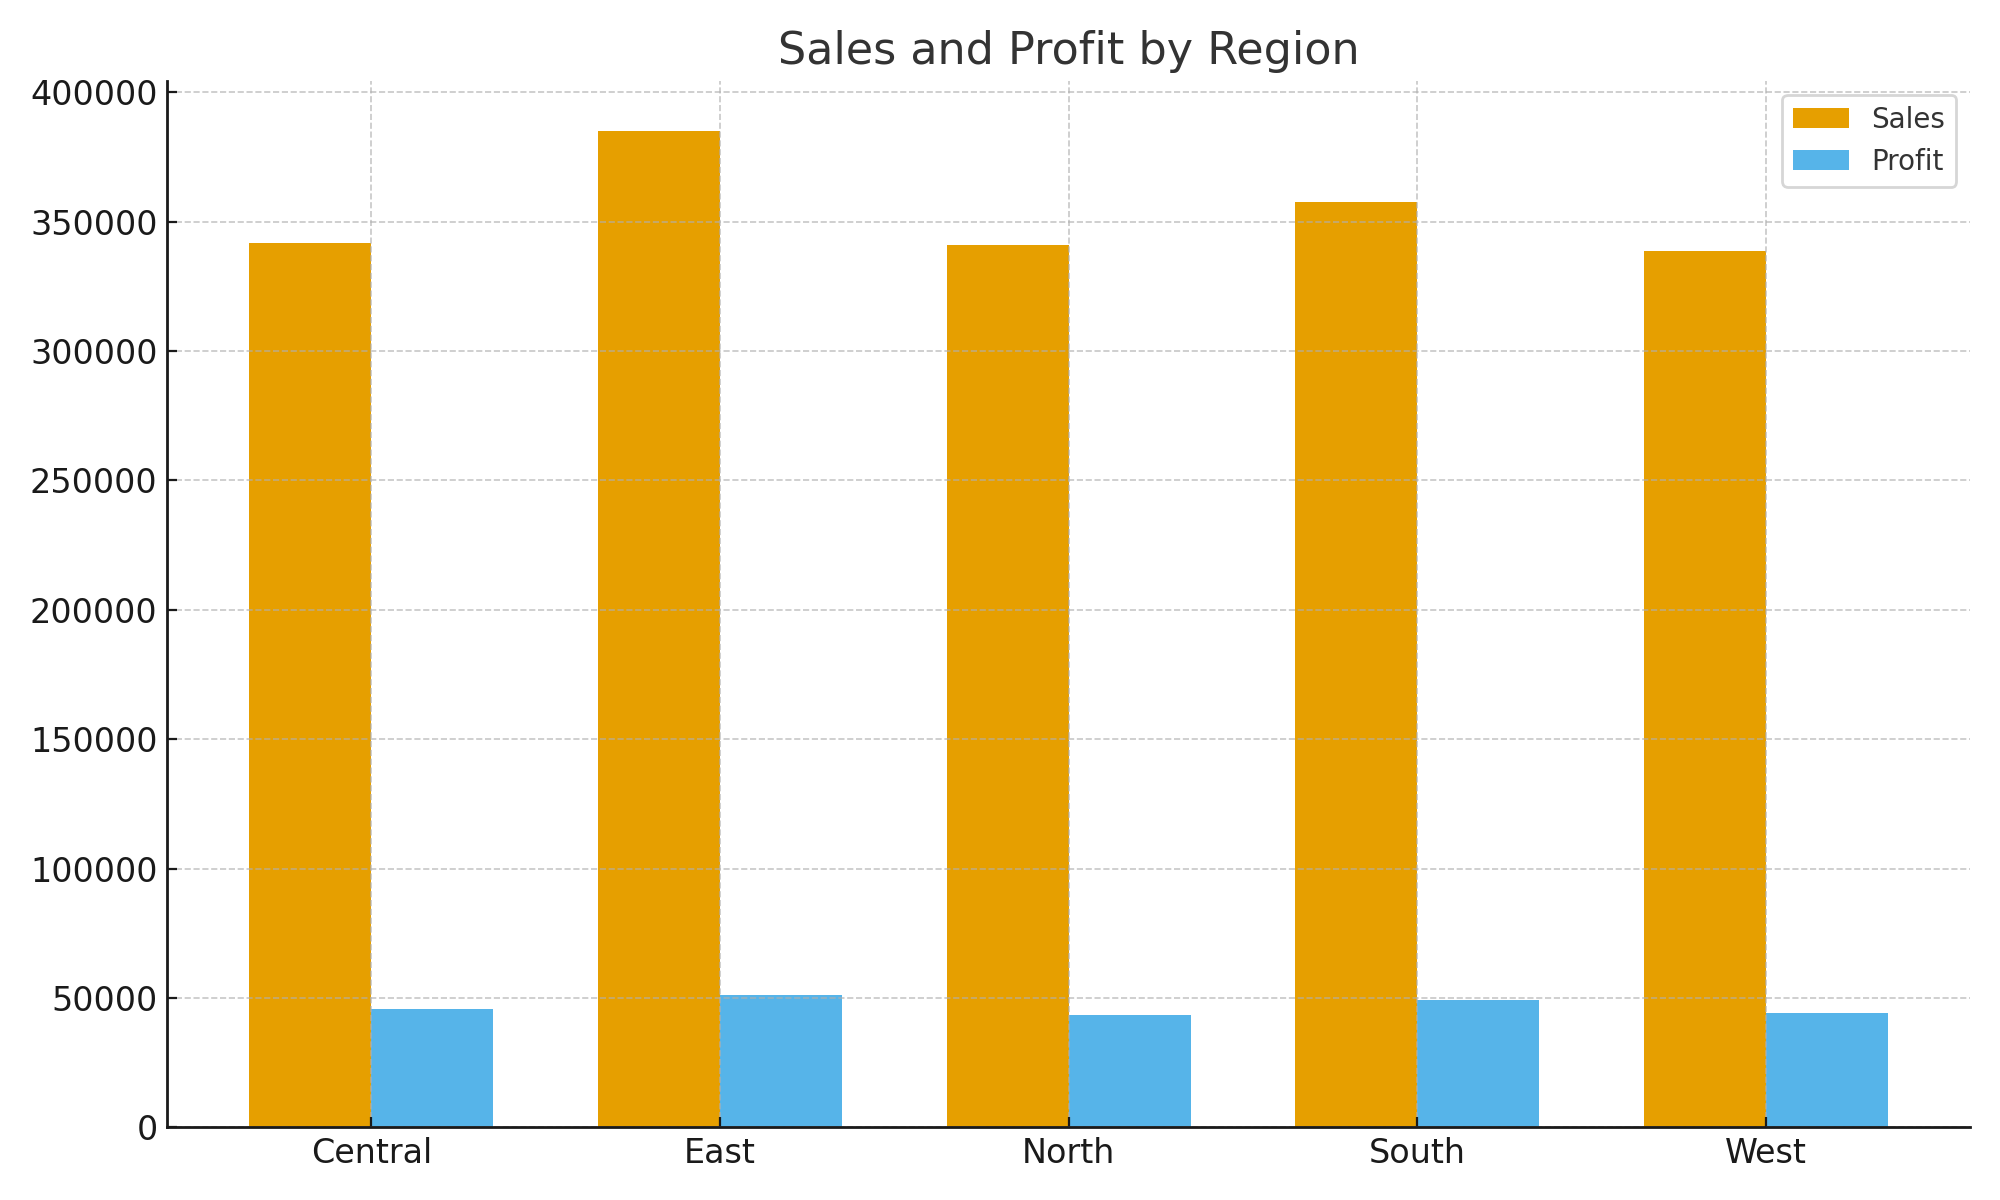 Sales and Profit by Region
400000
350000
300000
250000
200000
150000
100000
50000
0
Sales
Profit
Central East North South West